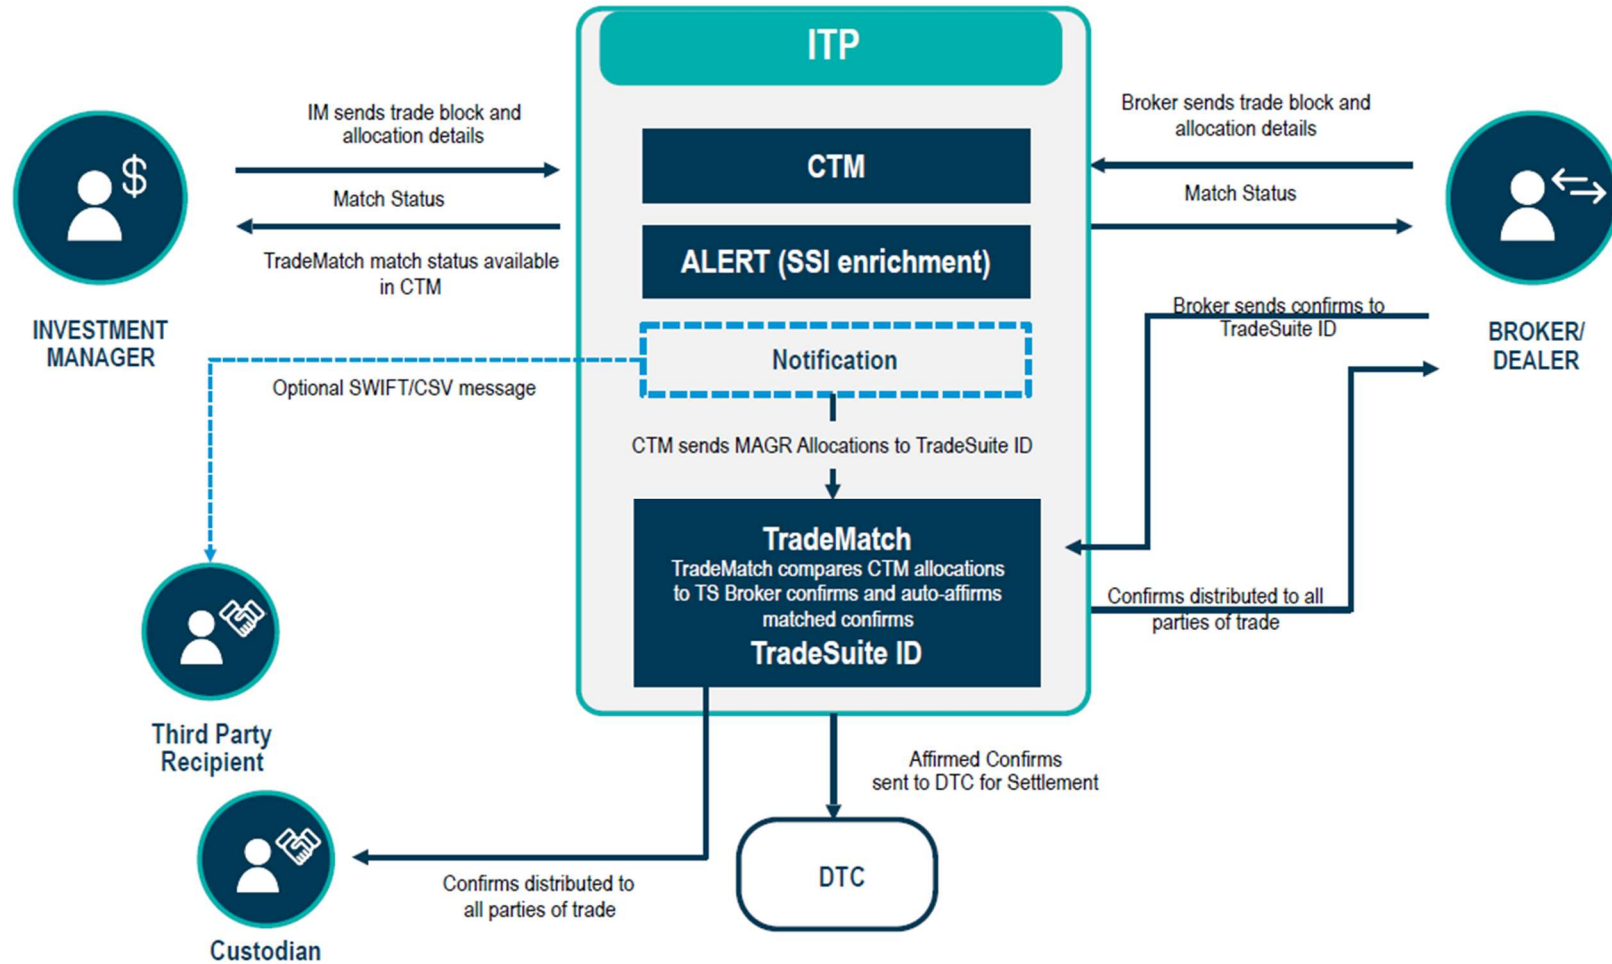 ITP
IM sends trade block and
allocation details
Match Status
TradeMatch match status available
in CTM
INVESTMENT
MANAGER
CTM
ALERT (SSI enrichment)
Notification
Broker sends trade block and
allocation details
Match Status
Broker sends confirms to
TradeSuite ID
BROKER/
DEALER
Optional SWIFT/CSV message
CTM sends MAGR Allocations to TradeSuite ID
TradeMatch
TradeMatch compares CTM allocations
to TS Broker confirms and auto-affirms
matched confirms
TradeSuite ID
Confirms distributed to all
parties of trade
Third Party
Recipient
Affirmed Confirms
sent to DTC for Settlement
DTC
Confirms distributed to
all parties of trade
Custodian